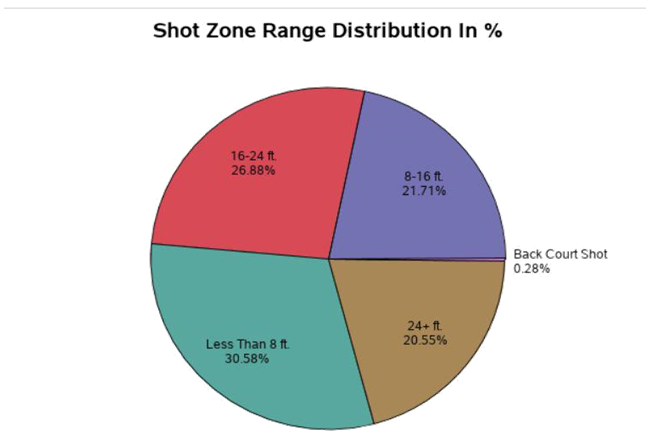 Shot Zone Range Distribution In %
16-24 ft.
26.88%
8-16 ft.
21.71%
Back Court Shot
0.28%
24+ ft.
20.55%
Less Than 8 ft.
30.58%